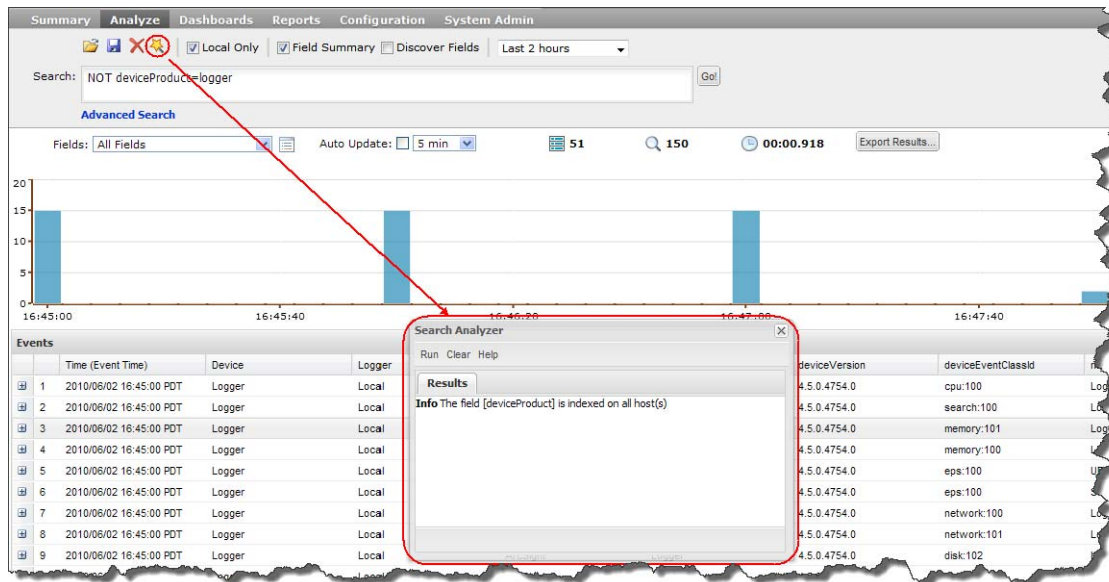 Summary Analyze Dashboards Reports Configuration System Admin
Local Only Field Summary Discover Fields Last 2 hours
Search: NOT deviceProduct=logger Go!
Advanced Search
Fields: All Fields Auto Update: 5 min 51 150 00:00.918 Export Results...
20
15
10
5
0
16:45:00 16:45:40 16:46:20 16:47:00 16:47:40
Search Analyzer
Run Clear Help
Results
Info The field [deviceProduct] is indexed on all host(s)
Events
Time (Event Time) Device Logger deviceVersion deviceEventClassId
1 2010/06/02 16:45:00 PDT Logger Local 4.5.0.4754.0 cpu:100
2 2010/06/02 16:45:00 PDT Logger Local 4.5.0.4754.0 search:100
3 2010/06/02 16:45:00 PDT Logger Local 4.5.0.4754.0 memory:101
4 2010/06/02 16:45:00 PDT Logger Local 4.5.0.4754.0 memory:100
5 2010/06/02 16:45:00 PDT Logger Local 4.5.0.4754.0 eps:100
6 2010/06/02 16:45:00 PDT Logger Local 4.5.0.4754.0 eps:100
7 2010/06/02 16:45:00 PDT Logger Local 4.5.0.4754.0 network:100
8 2010/06/02 16:45:00 PDT Logger Local 4.5.0.4754.0 network:101
9 2010/06/02 16:45:00 PDT Logger Local 4.5.0.4754.0 disk:102